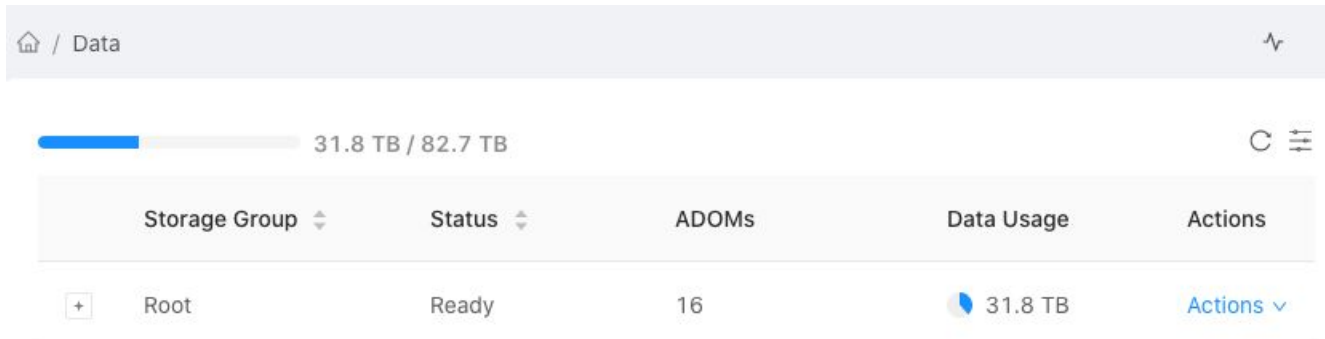 / Data
31.8 TB / 82.7 TB
Storage Group Status ADOMs Data Usage Actions
+ Root Ready 16 31.8 TB Actions